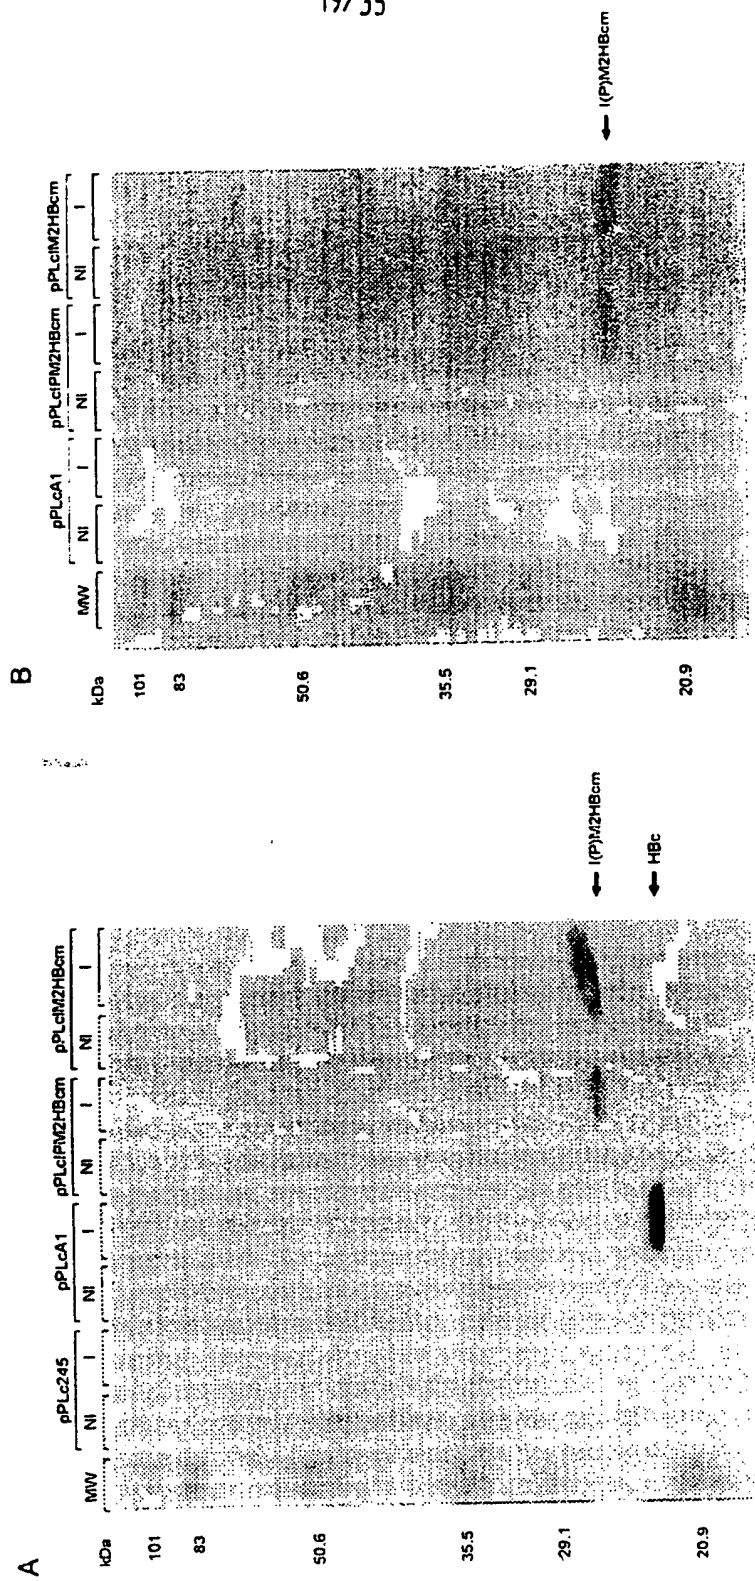 19/35
A
pPLc245 pPLcA1 pPLcIPM2HBcm pPLcIM2HBcm
kDa MW NI I NI I NI I NI I
101
83
50.6
35.5
29.1
20.9
I(P)M2HBcm
HBc
B
pPLcA1 pPLcIPM2HBcm pPLcIM2HBcm
kDa MW NI I NI I NI I
101
83
50.6
35.5
29.1
20.9
I(P)M2HBcm